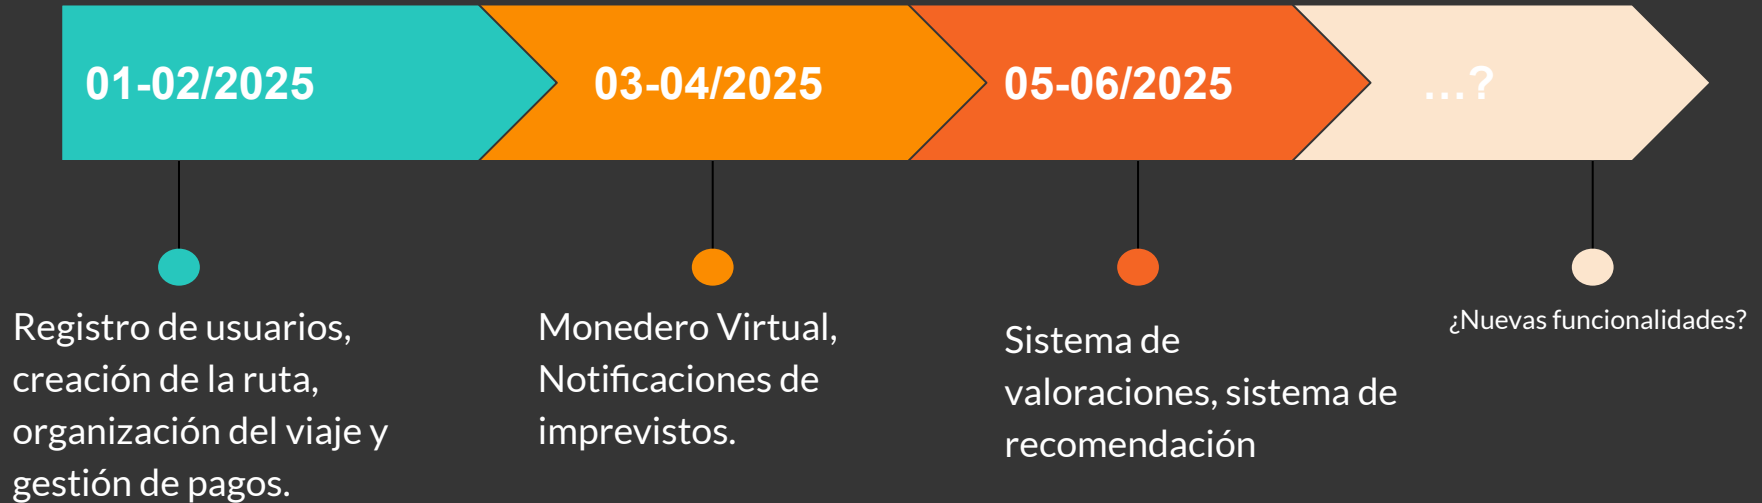 01-02/2025
03-04/2025
05-06/2025
...?
Registro de usuarios,
creación de la ruta,
organización del viaje y
gestión de pagos.
Monedero Virtual,
Notificaciones de
imprevistos.
Sistema de
valoraciones, sistema de
recomendación
¿Nuevas funcionalidades?